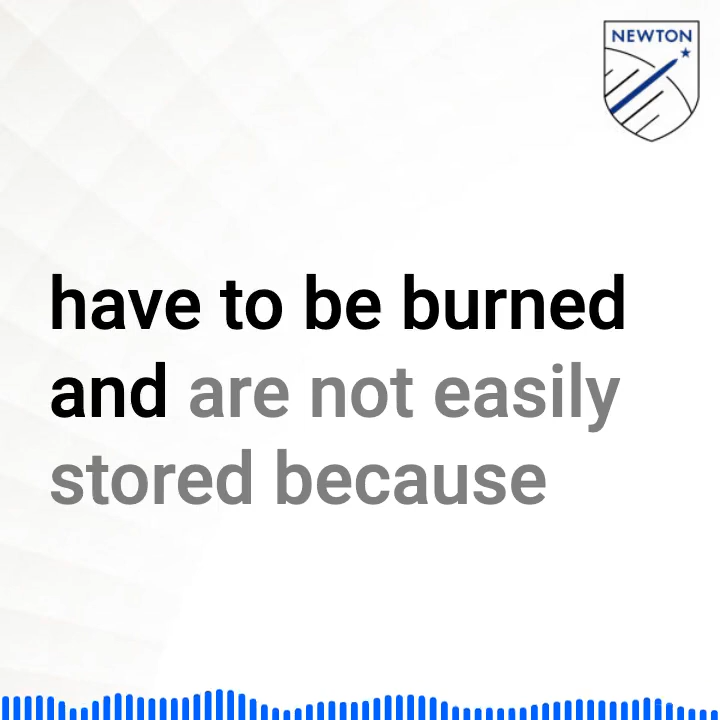 NEWTON
have to be burned
and are not easily
stored because